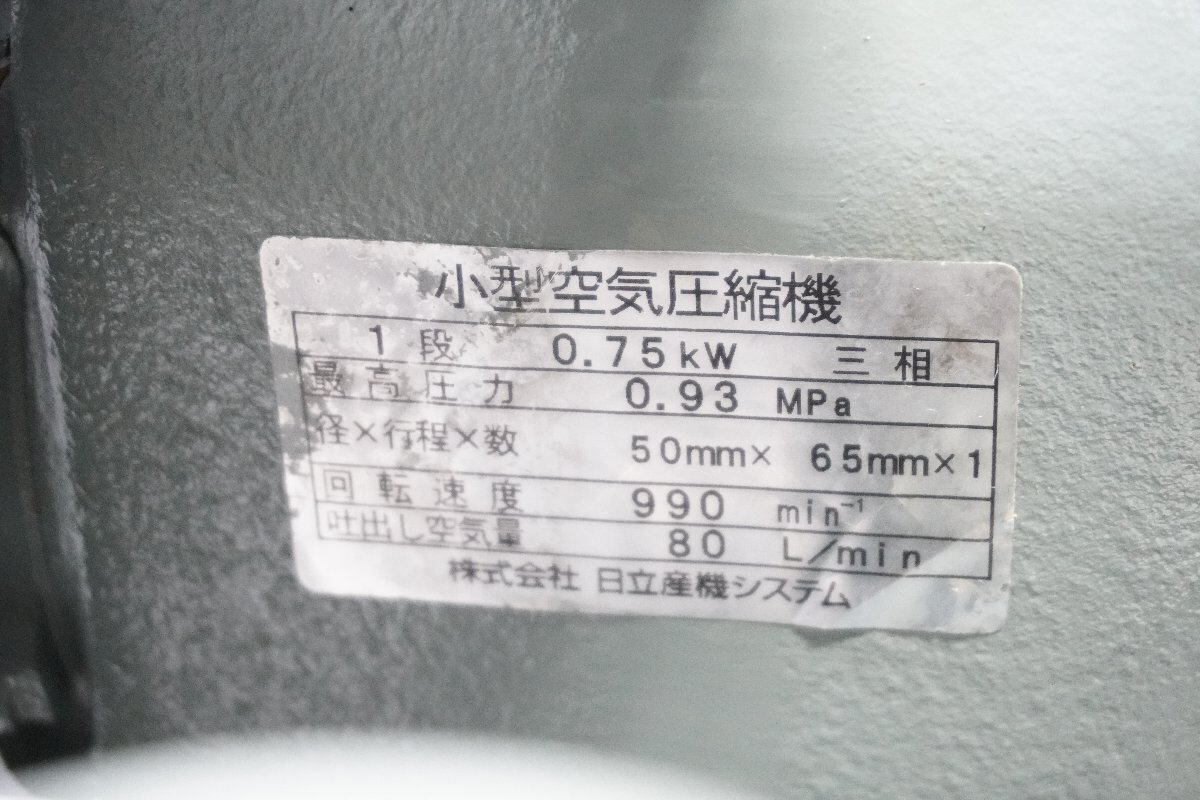 小型空気圧縮機
1 段 0.75kW 三相
最高圧力 0.93 MPa
径×行程×数 50mm× 65mm×1
回転速度 990 min⁻¹
吐出し空気量 80 L/min
株式会社 日立産機システム